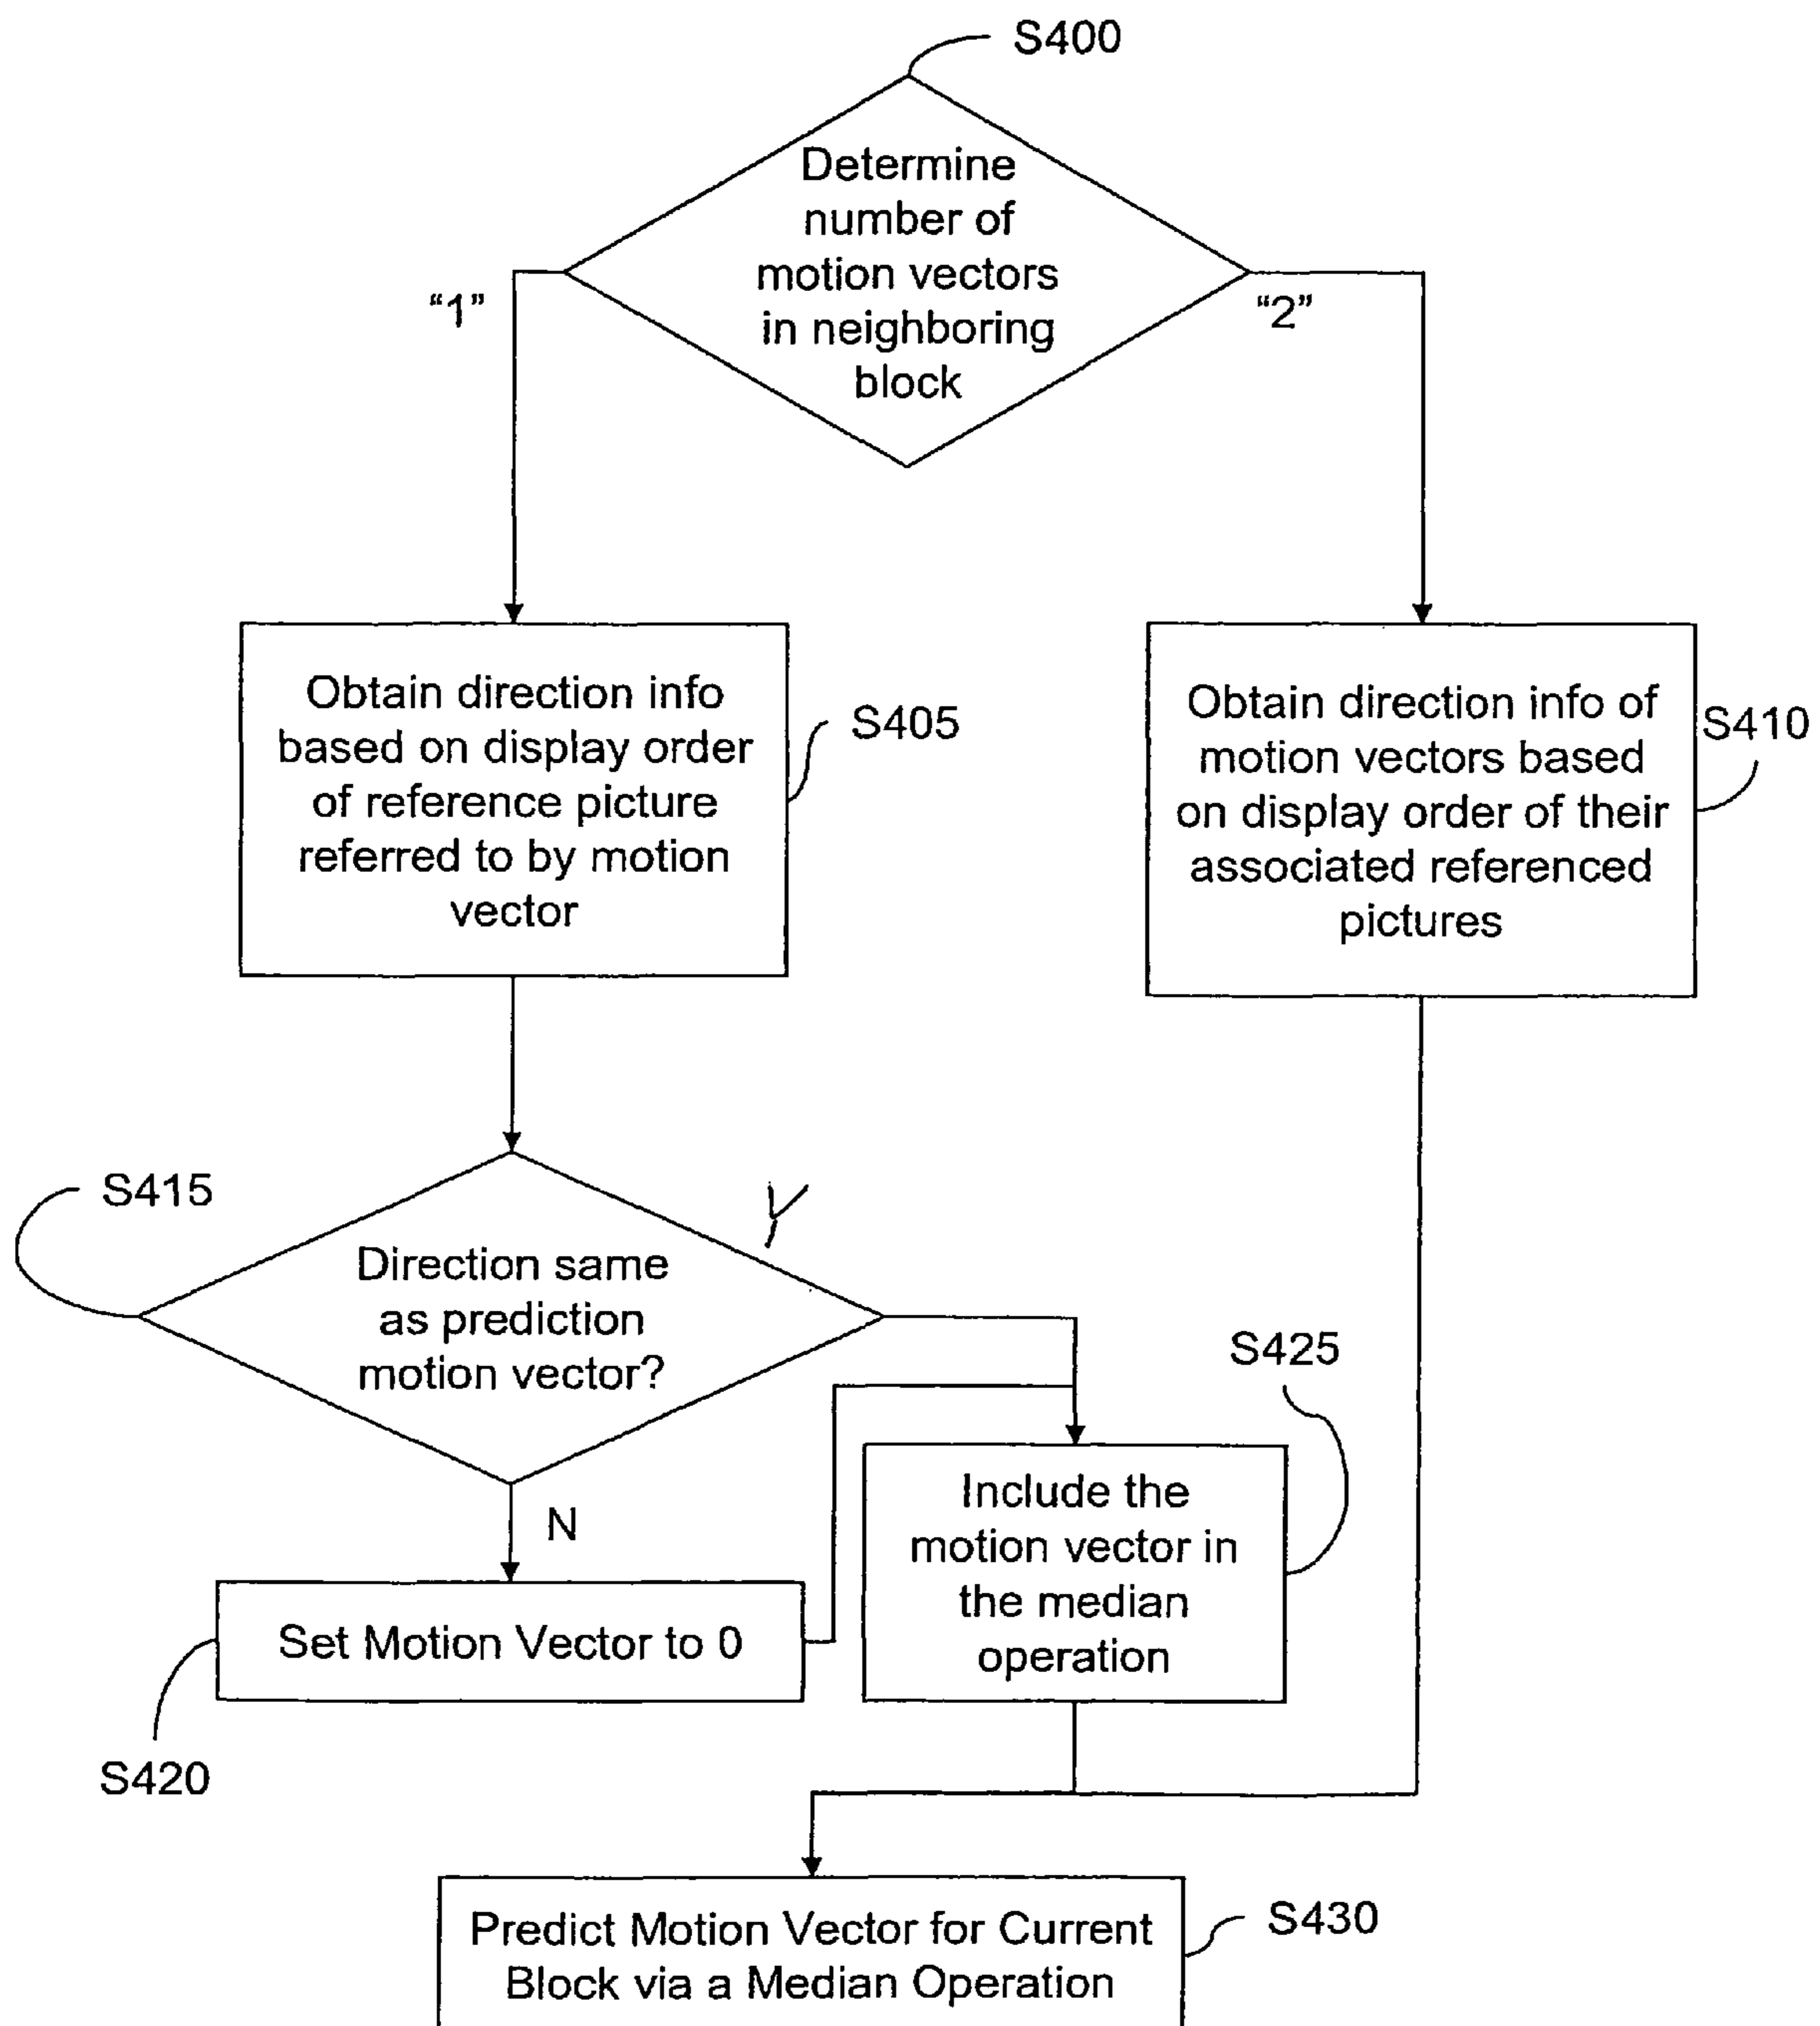 S400
Determine
number of
motion vectors
in neighboring
block
“1”
“2”
Obtain direction info
based on display order
of reference picture
referred to by motion
vector
S405
Obtain direction info of
motion vectors based
on display order of their
associated referenced
pictures
S410
S415
Y
Direction same
as prediction
motion vector?
S425
N
Include the
motion vector in
the median
operation
Set Motion Vector to 0
S420
Predict Motion Vector for Current
Block via a Median Operation
S430